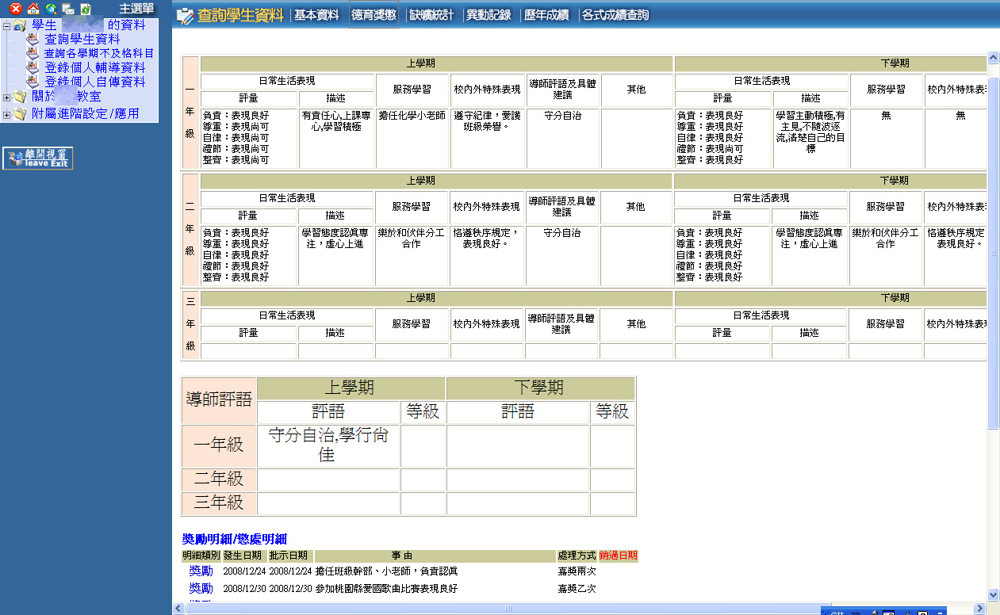 主選單
學生 的資料
查詢學生資料
查詢各學期不及格科目
登錄個人輔導資料
登錄個人自傳資料
關於 教室
附屬進階設定/應用
離開視窗
leave Exit
查詢學生資料 |基本資料 |德育獎懲 |缺曠統計 |異動記錄 |歷年成績 |各式成績查詢
一年級
上學期 下學期
日常生活表現 服務學習 校內外特殊表現 導師評語及具體建議 其他 日常生活表現 服務學習 校內外特殊表
評量 描述 評量 描述
負責：表現良好 有責任心,上課專 擔任化學小老師 遵守紀律，愛護 守分自治 負責：表現良好 學習主動積極,有 無 無
尊重：表現尚可 心,學習積極 班級榮譽。 尊重：表現良好 主見,不隨波逐
自律：表現尚可 自律：表現良好 流,清楚自己的目
禮節：表現尚可 禮節：表現尚可 標
整齊：表現尚可 整齊：表現良好
二年級
上學期 下學期
日常生活表現 服務學習 校內外特殊表現 導師評語及具體建議 其他 日常生活表現 服務學習 校內外特殊表
評量 描述 評量 描述
負責：表現良好 學習態度認真專 樂於和伙伴分工 恪遵秩序規定， 守分自治 負責：表現良好 學習態度認真專 樂於和伙伴分工 恪遵秩序規定
尊重：表現良好 注，虛心上進 合作 表現良好。 尊重：表現良好 注，虛心上進 合作 表現良好。
自律：表現良好 自律：表現良好
禮節：表現良好 禮節：表現良好
整齊：表現良好 整齊：表現良好
三年級
上學期 下學期
日常生活表現 服務學習 校內外特殊表現 導師評語及具體建議 其他 日常生活表現 服務學習 校內外特殊表
評量 描述 評量 描述
導師評語 上學期 下學期
評語 等級 評語 等級
一年級 守分自治,學行尚
佳
二年級
三年級
獎勵明細/懲處明細
明細類別 發生日期 批示日期 事 由 處理方式 銷過日期
獎勵 2008/12/24 2008/12/24 擔任班級幹部、小老師，負責認真 嘉獎兩次
獎勵 2008/12/30 2008/12/30 參加桃園縣愛國歌曲比賽表現良好 嘉獎乙次